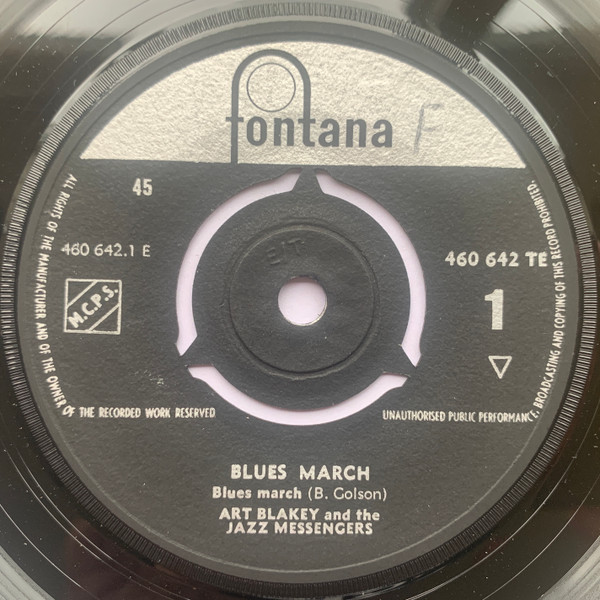 fontana F
45
460 642.1 E
460 642 TE
M.C.P.S.
1
ALL RIGHTS OF THE MANUFACTURER AND OF THE OWNER OF THE RECORDED WORK RESERVED
UNAUTHORISED PUBLIC PERFORMANCE, BROADCASTING AND COPYING OF THIS RECORD PROHIBITED.
BLUES MARCH
Blues march (B. Golson)
ART BLAKEY and the
JAZZ MESSENGERS